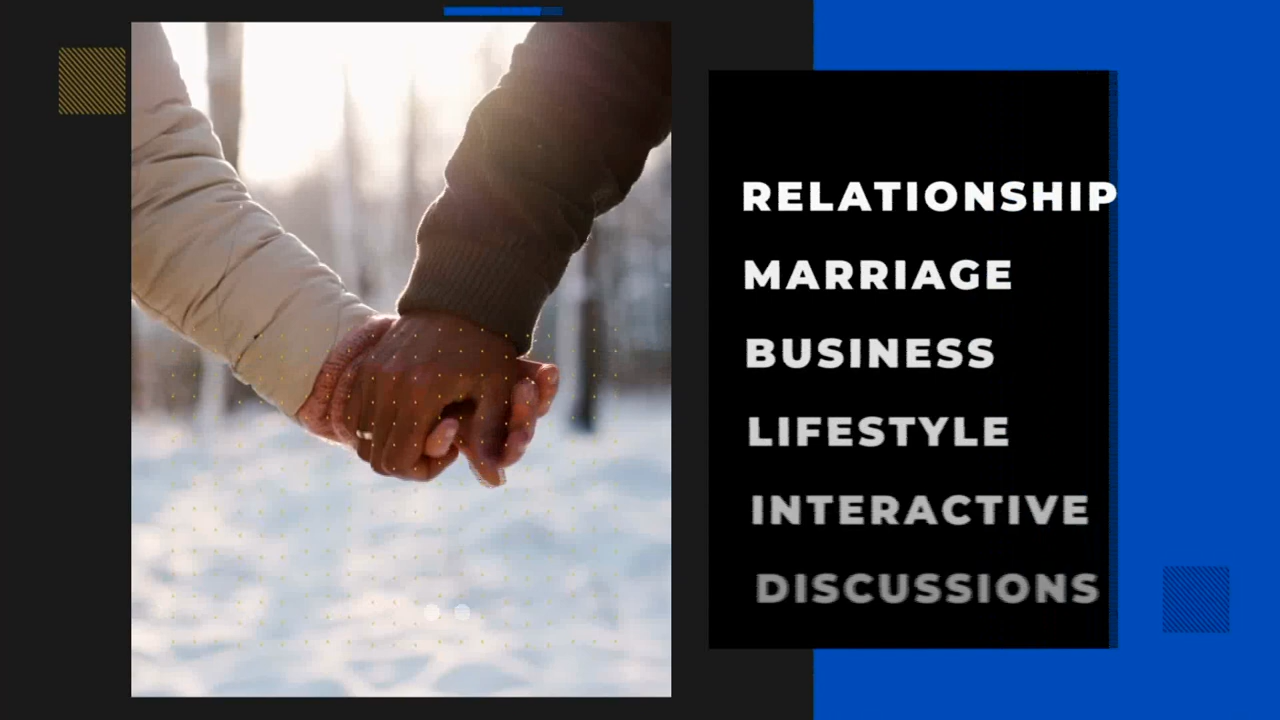 RELATIONSHIP
MARRIAGE
BUSINESS
LIFESTYLE
INTERACTIVE
DISCUSSIONS